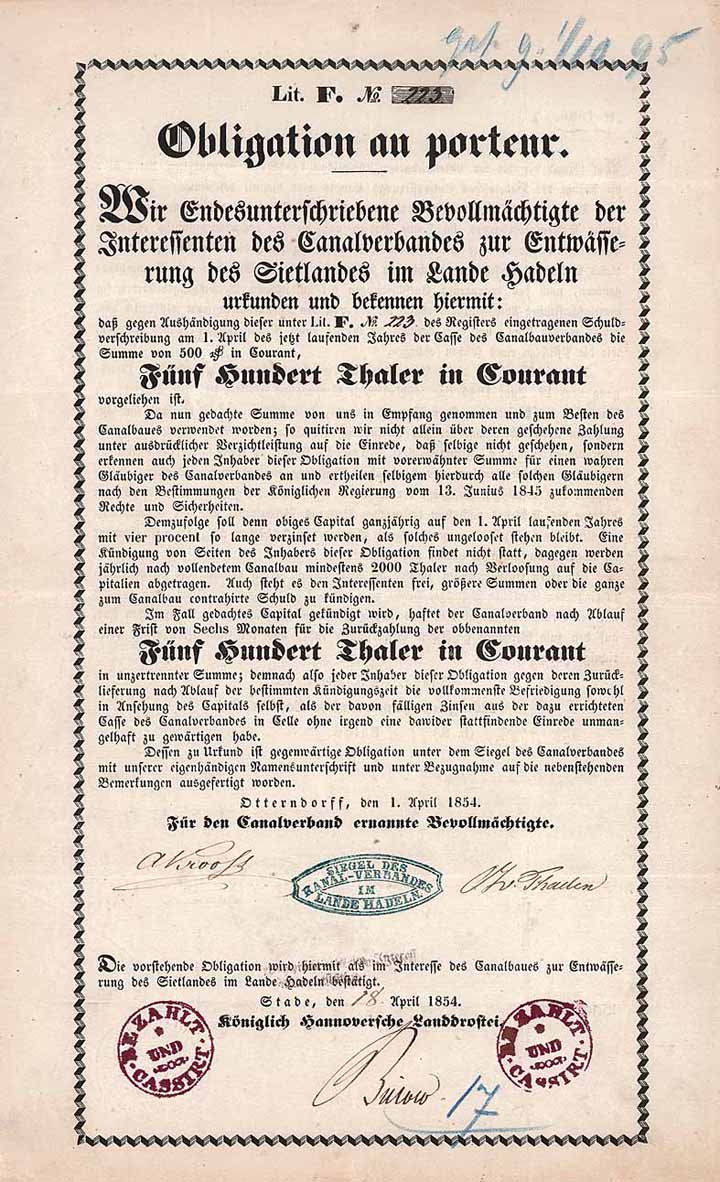 gek. z. 1/10 95
Lit. F. № 223
Obligation au porteur.
Wir Endesunterschriebene Bevollmächtigte der
Interessenten des Canalverbandes zur Entwässe-
rung des Sietlandes im Lande Hadeln
urkunden und bekennen hiermit:
daß gegen Aushändigung dieser unter Lit. F. № 223. des Registers eingetragenen Schuld-
verschreibung am 1. April des jetzt laufenden Jahres der Casse des Canalbauverbandes die
Summe von 500 ₰ in Courant,
Fünf Hundert Thaler in Courant
vorgeliehen ist.
Da nun gedachte Summe von uns in Empfang genommen und zum Besten des
Canalbaues verwendet worden; so quitiren wir nicht allein über deren geschehene Zahlung
unter ausdrücklicher Verzichtleistung auf die Einrede, daß selbige nicht geschehen, sondern
erkennen auch jeden Inhaber dieser Obligation mit vorerwähnter Summe für einen wahren
Gläubiger des Canalverbandes an und ertheilen selbigem hierdurch alle solchen Gläubigern
nach den Bestimmungen der Königlichen Regierung vom 13. Junius 1845 zukommenden
Rechte und Sicherheiten.
Demzufolge soll denn obiges Capital ganzjährig auf den 1. April laufenden Jahres
mit vier procent so lange verzinset werden, als solches ungelooset stehen bleibt. Eine
Kündigung von Seiten des Inhabers dieser Obligation findet nicht statt, dagegen werden
jährlich nach vollendetem Canalbau mindestens 2000 Thaler nach Verloosung auf die Ca-
pitalien abgetragen. Auch steht es den Interessenten frei, größere Summen oder die ganze
zum Canalbau contrahirte Schuld zu kündigen.
Im Fall gedachtes Capital gekündigt wird, haftet der Canalverband nach Ablauf
einer Frist von Sechs Monaten für die Zurückzahlung der obbenannten
Fünf Hundert Thaler in Courant
in unzertrennter Summe; demnach also jeder Inhaber dieser Obligation gegen deren Zurück-
lieferung nach Ablauf der bestimmten Kündigungszeit die vollkommenste Befriedigung sowohl
in Ansehung des Capitals selbst, als der davon fälligen Zinsen aus der dazu errichteten
Casse des Canalverbandes in Celle ohne irgend eine dawider stattfindende Einrede unman-
gelhaft zu gewärtigen habe.
Dessen zu Urkund ist gegenwärtige Obligation unter dem Siegel des Canalverbandes
mit unserer eigenhändigen Namensunterschrift und unter Bezugnahme auf die nebenstehenden
Bemerkungen ausgefertigt worden.
Otterndorff, den 1. April 1854.
Für den Canalverband ernannte Bevollmächtigte.
SIEGEL DES
KANAL-VERBANDES
IM
LANDE HADELN.
Thaden
Die vorstehende Obligation wird hiermit als im Interesse des Canalbaues zur Entwässe-
rung des Sietlandes im Lande Hadeln bestätigt.
Stade, den 18. April 1854.
Königlich Hannoversche Landdrostei.
BEZAHLT
UND
CASSIRT
BEZAHLT
UND
CASSIRT
Bülow
17